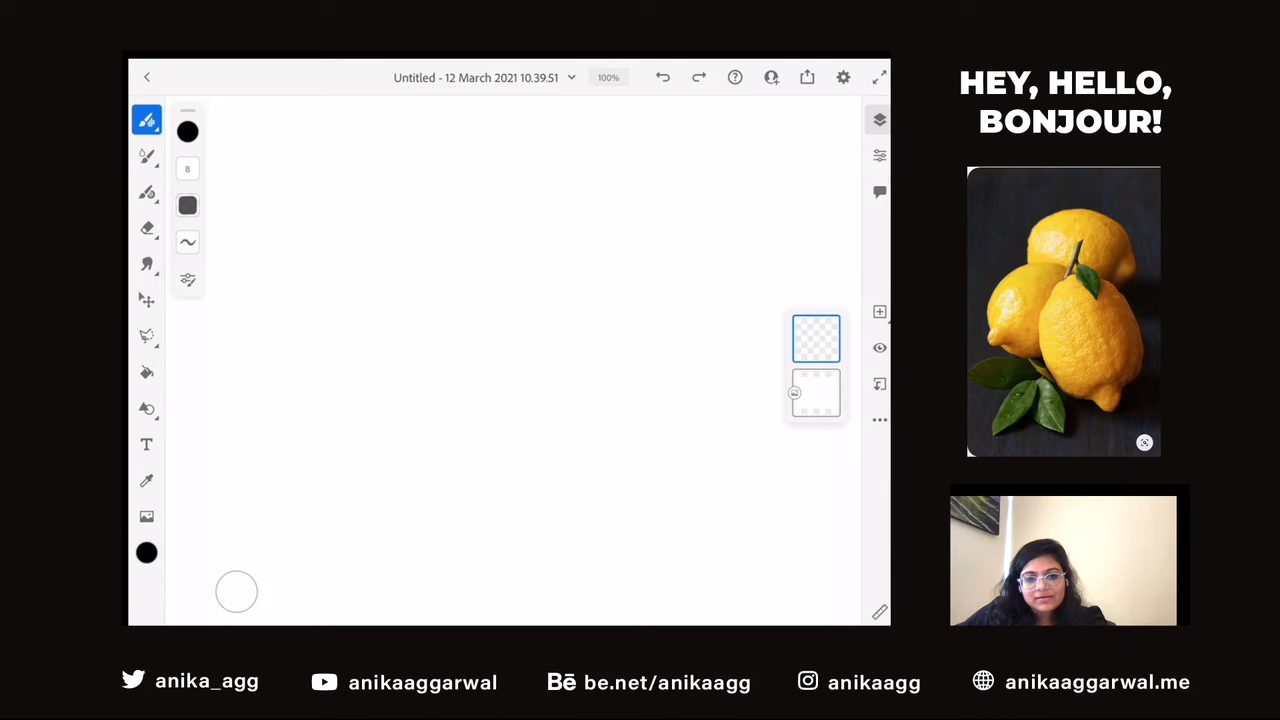 Untitled - 12 March 2021 10.39.51
100%
8
T
HEY, HELLO,
BONJOUR!
anika_agg
anikaaggarwal
Bē be.net/anikaagg
anikaagg
anikaaggarwal.me